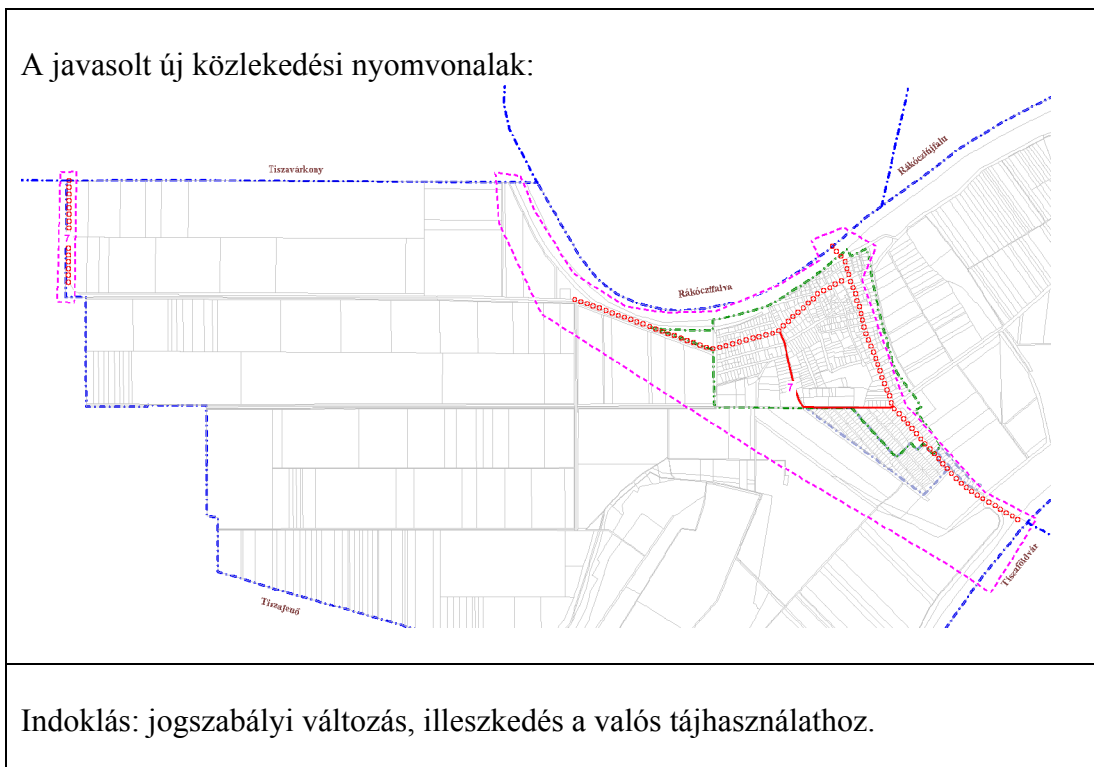 A javasolt új közlekedési nyomvonalak:
Tiszavárkony
Rákócziújfalu
7
Rákóczifalva
7
Tiszaföldvár
Tiszajenő
Indoklás: jogszabályi változás, illeszkedés a valós tájhasználathoz.